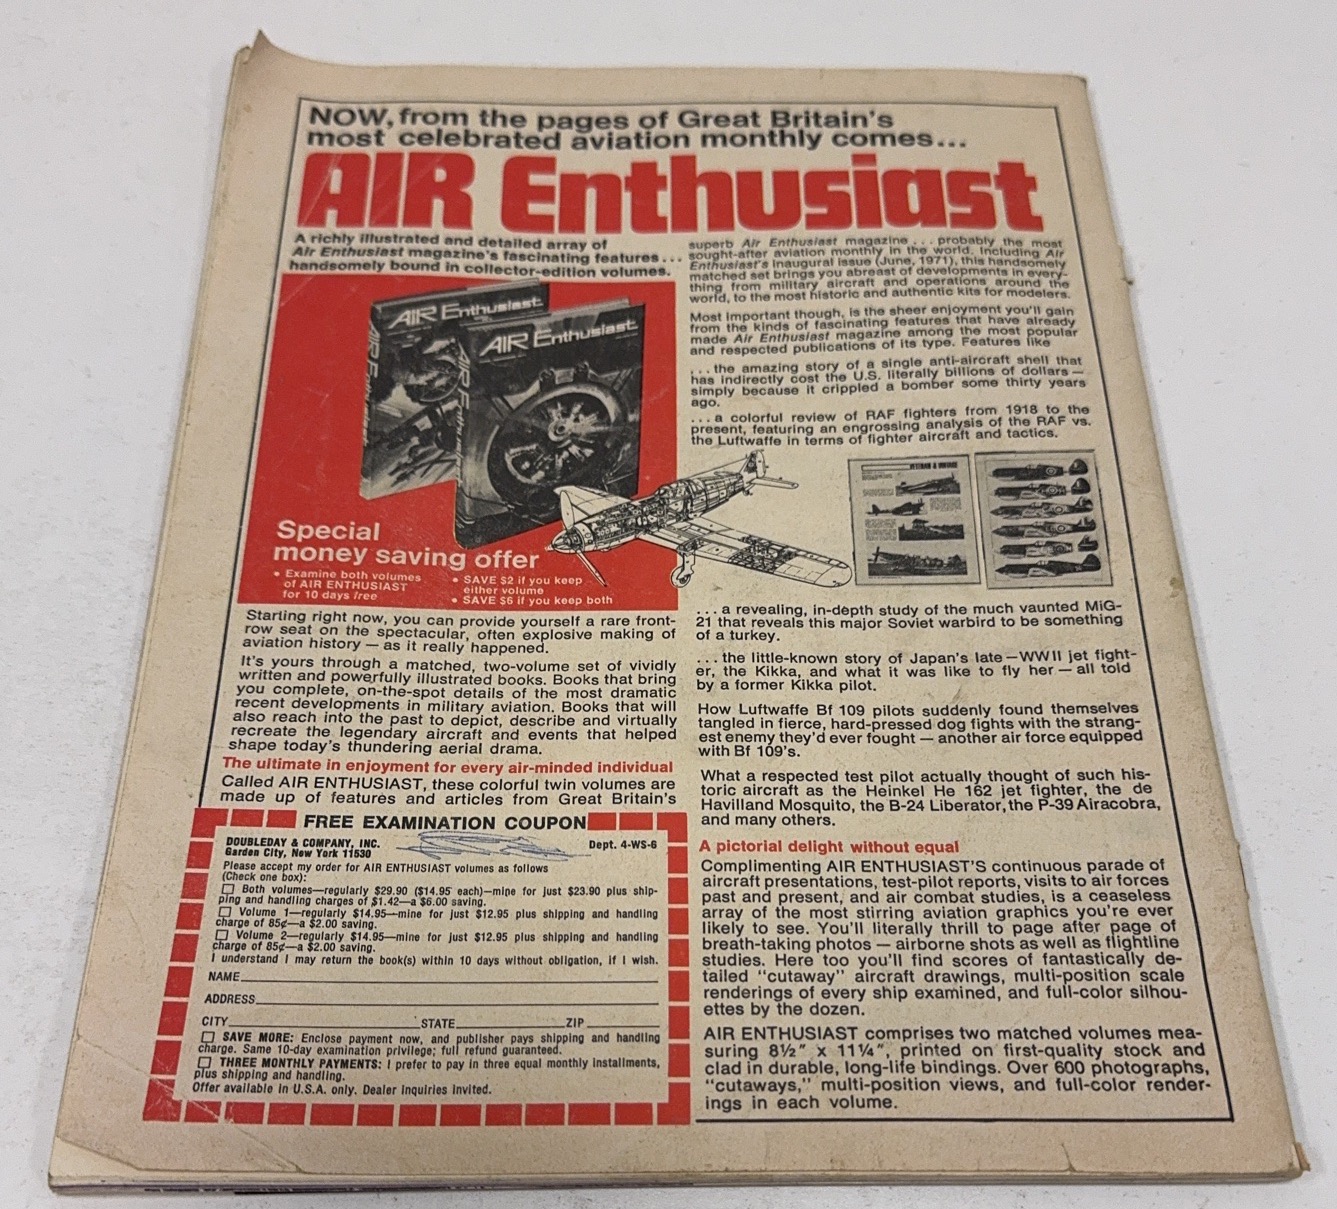 NOW, from the pages of Great Britain's
most celebrated aviation monthly comes...
AIR Enthusiast
A richly illustrated and detailed array of
Air Enthusiast magazine's fascinating features...
handsomely bound in collector-edition volumes.
AIR Enthusiast
AIR Enthusiast
AIR Enthusiast
AIR Enthusiast
Special
money saving offer
• Examine both volumes
of AIR ENTHUSIAST
for 10 days free
• SAVE $2 if you keep
either volume
• SAVE $6 if you keep both
Starting right now, you can provide yourself a rare front-
row seat on the spectacular, often explosive making of
aviation history — as it really happened.
It's yours through a matched, two-volume set of vividly
written and powerfully illustrated books. Books that bring
you complete, on-the-spot details of the most dramatic
recent developments in military aviation. Books that will
also reach into the past to depict, describe and virtually
recreate the legendary aircraft and events that helped
shape today's thundering aerial drama.
The ultimate in enjoyment for every air-minded individual
Called AIR ENTHUSIAST, these colorful twin volumes are
made up of features and articles from Great Britain's
superb Air Enthusiast magazine . . . probably the most
sought-after aviation monthly in the world. Including Air
Enthusiast's inaugural issue (June, 1971), this handsomely
matched set brings you abreast of developments in every-
thing from military aircraft and operations around the
world, to the most historic and authentic kits for modelers.
Most important though, is the sheer enjoyment you'll gain
from the kinds of fascinating features that have already
made Air Enthusiast magazine among the most popular
and respected publications of its type. Features like
. . . the amazing story of a single anti-aircraft shell that
has indirectly cost the U.S. literally billions of dollars —
simply because it crippled a bomber some thirty years
ago.
. . . a colorful review of RAF fighters from 1918 to the
present, featuring an engrossing analysis of the RAF vs.
the Luftwaffe in terms of fighter aircraft and tactics.
VETERAN & VINTAGE
. . . a revealing, in-depth study of the much vaunted MiG-
21 that reveals this major Soviet warbird to be something
of a turkey.
. . . the little-known story of Japan's late—WWII jet fight-
er, the Kikka, and what it was like to fly her — all told
by a former Kikka pilot.
How Luftwaffe Bf 109 pilots suddenly found themselves
tangled in fierce, hard-pressed dog fights with the strang-
est enemy they'd ever fought — another air force equipped
with Bf 109's.
What a respected test pilot actually thought of such his-
toric aircraft as the Heinkel He 162 jet fighter, the de
Havilland Mosquito, the B-24 Liberator, the P-39 Airacobra,
and many others.
A pictorial delight without equal
Complimenting AIR ENTHUSIAST'S continuous parade of
aircraft presentations, test-pilot reports, visits to air forces
past and present, and air combat studies, is a ceaseless
array of the most stirring aviation graphics you're ever
likely to see. You'll literally thrill to page after page of
breath-taking photos — airborne shots as well as flightline
studies. Here too you'll find scores of fantastically de-
tailed "cutaway" aircraft drawings, multi-position scale
renderings of every ship examined, and full-color silhou-
ettes by the dozen.
AIR ENTHUSIAST comprises two matched volumes mea-
suring 8½" x 11¼", printed on first-quality stock and
clad in durable, long-life bindings. Over 600 photographs,
"cutaways," multi-position views, and full-color render-
ings in each volume.
FREE EXAMINATION COUPON
DOUBLEDAY & COMPANY, INC.
Garden City, New York 11530
Dept. 4-WS-6
Please accept my order for AIR ENTHUSIAST volumes as follows
(Check one box):
☐ Both volumes—regularly $29.90 ($14.95 each)—mine for just $23.90 plus ship-
ping and handling charges of $1.42—a $6.00 saving.
☐ Volume 1—regularly $14.95—mine for just $12.95 plus shipping and handling
charge of 85¢—a $2.00 saving.
☐ Volume 2—regularly $14.95—mine for just $12.95 plus shipping and handling
charge of 85¢—a $2.00 saving.
I understand I may return the book(s) within 10 days without obligation, if I wish.
NAME
ADDRESS
CITY STATE ZIP
☐ SAVE MORE: Enclose payment now, and publisher pays shipping and handling
charge. Same 10-day examination privilege; full refund guaranteed.
☐ THREE MONTHLY PAYMENTS: I prefer to pay in three equal monthly installments,
plus shipping and handling.
Offer available in U.S.A. only. Dealer inquiries invited.